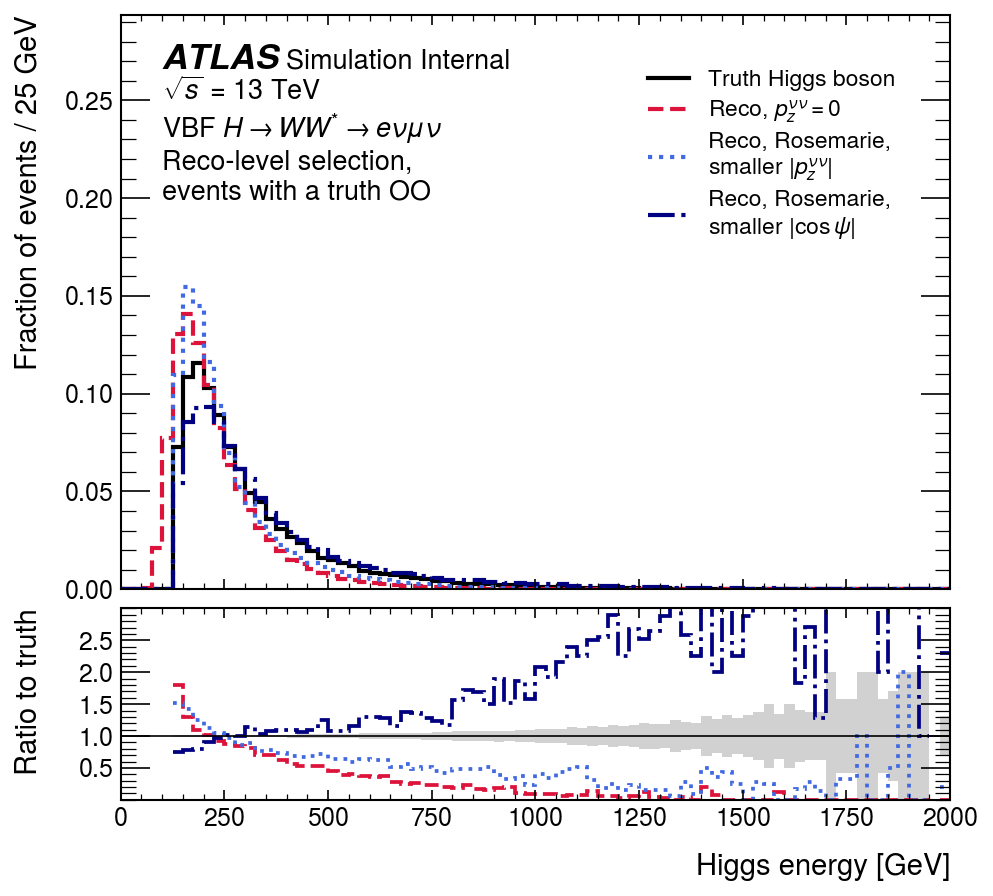 ATLAS Simulation Internal
√s = 13 TeV
VBF H → WW* → eνμν
Reco-level selection,
events with a truth OO
Truth Higgs boson
Reco, p_z^νν = 0
Reco, Rosemarie,
smaller |p_z^νν|
Reco, Rosemarie,
smaller |cos ψ|
Fraction of events / 25 GeV
0.25
0.20
0.15
0.10
0.05
0.00
Ratio to truth
2.5
2.0
1.5
1.0
0.5
0 250 500 750 1000 1250 1500 1750 2000
Higgs energy [GeV]